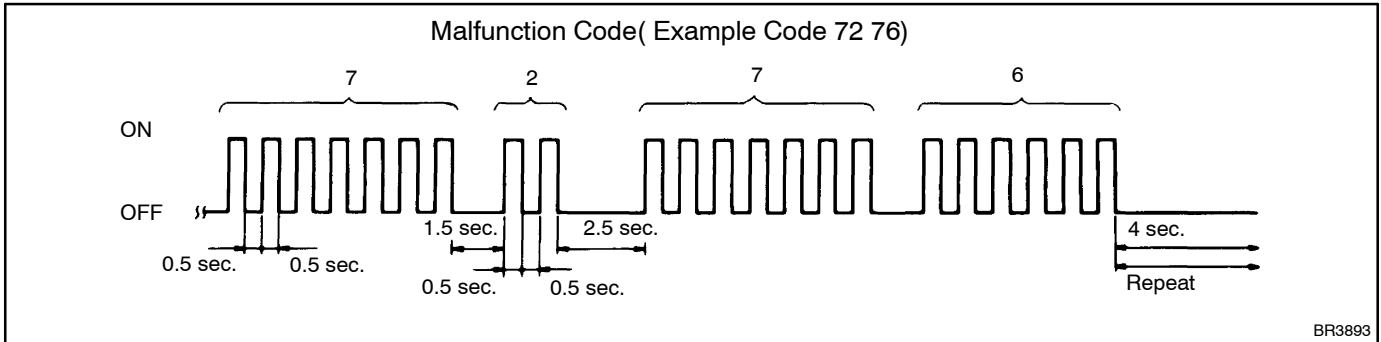 Malfunction Code( Example Code 72 76)
7 2 7 6
ON
OFF
1.5 sec. 2.5 sec. 4 sec.
0.5 sec. 0.5 sec.
0.5 sec. 0.5 sec.
Repeat
BR3893